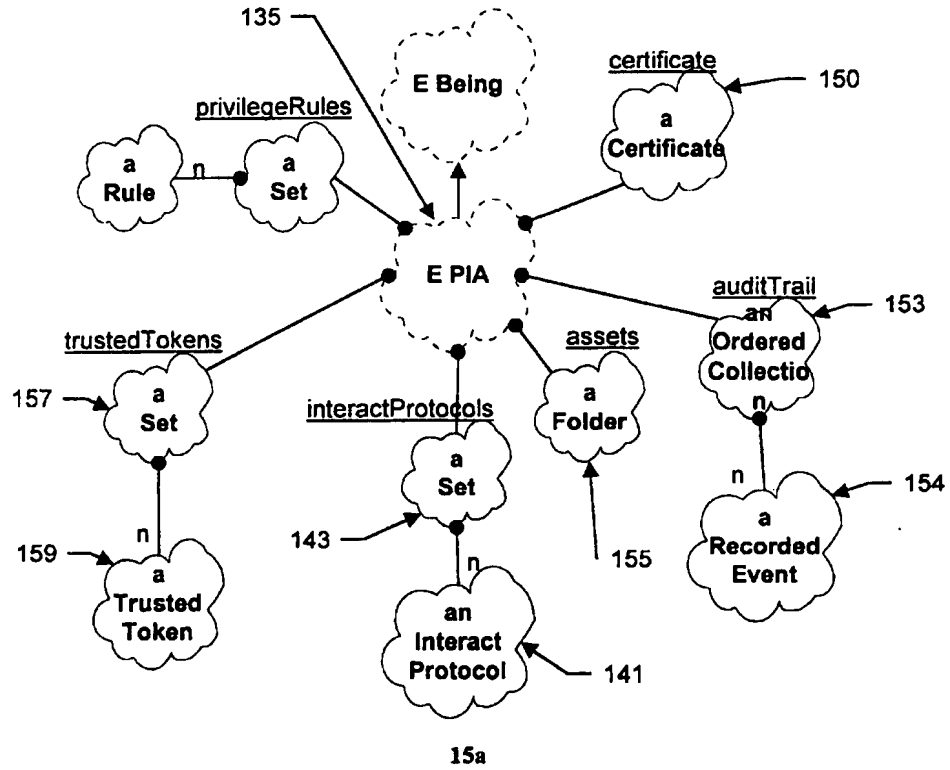 135
E Being
certificate
150
a
Certificate
privilegeRules
a
Rule
n
a
Set
E PIA
auditTrail
153
an
Ordered
Collectio
n
trustedTokens
157
a
Set
assets
a
Folder
interactProtocols
a
Set
143
155
n
154
a
Recorded
Event
n
159
a
Trusted
Token
n
an
Interact
Protocol
141
15a